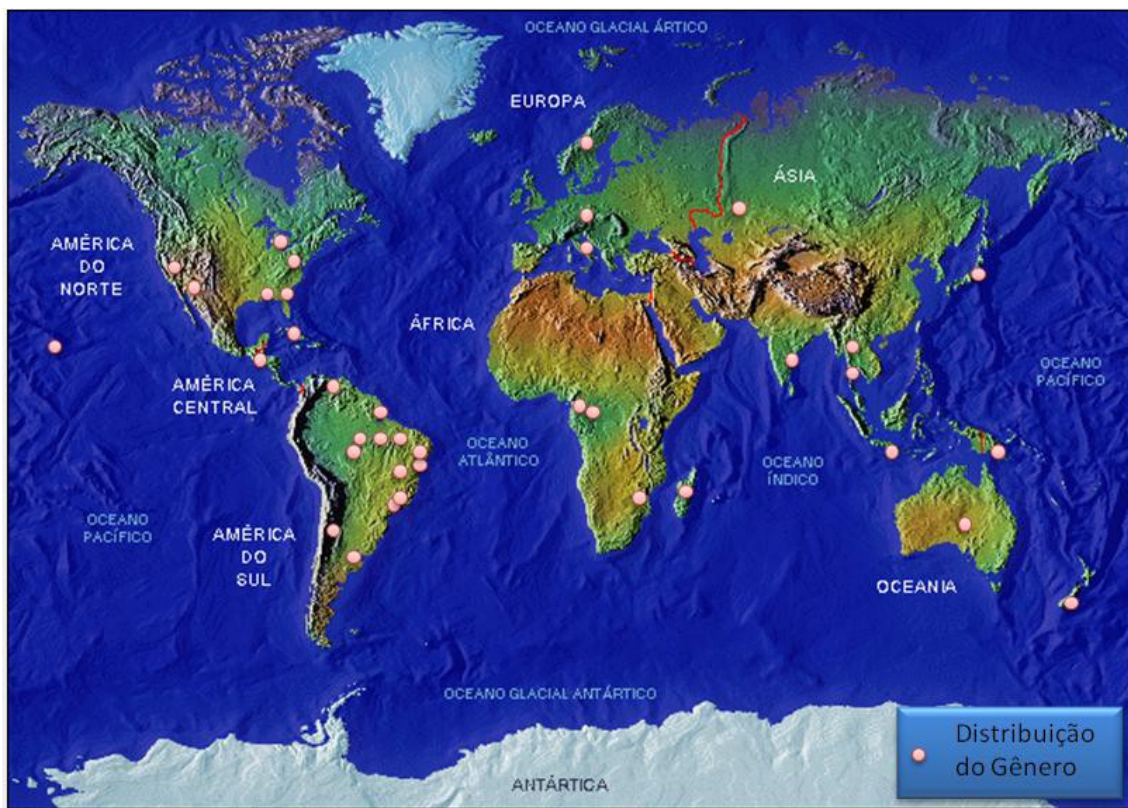 OCEANO GLACIAL ÁRTICO
EUROPA
ÁSIA
AMÉRICA
DO
NORTE
ÁFRICA
OCEANO
PACÍFICO
AMÉRICA
CENTRAL
OCEANO
ATLÂNTICO
OCEANO
ÍNDICO
OCEANO
PACÍFICO
AMÉRICA
DO
SUL
OCEANIA
OCEANO GLACIAL ANTÁRTICO
ANTÁRTICA
Distribuição
do Gênero